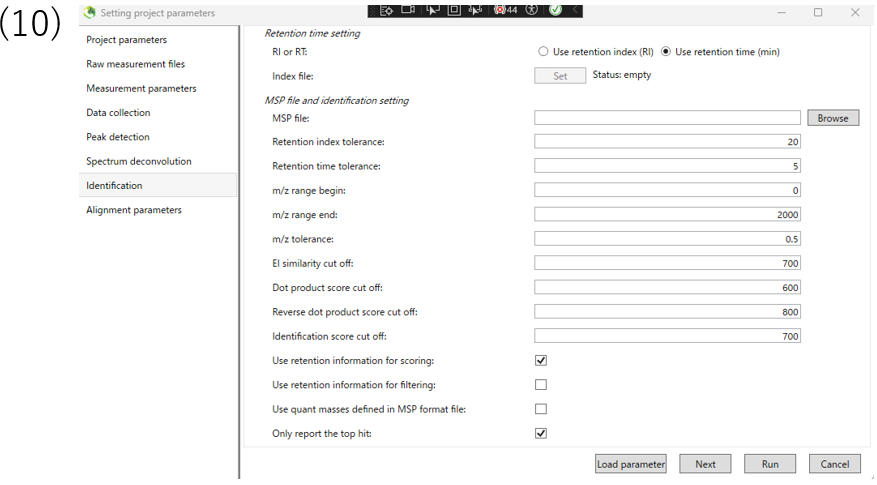 (10)
Setting project parameters
44
Project parameters
Raw measurement files
Measurement parameters
Data collection
Peak detection
Spectrum deconvolution
Identification
Alignment parameters
Retention time setting
RI or RT: Use retention index (RI) Use retention time (min)
Index file: Set Status: empty
MSP file and identification setting
MSP file: Browse
Retention index tolerance: 20
Retention time tolerance: 5
m/z range begin: 0
m/z range end: 2000
m/z tolerance: 0.5
EI similarity cut off: 700
Dot product score cut off: 600
Reverse dot product score cut off: 800
Identification score cut off: 700
Use retention information for scoring:
Use retention information for filtering:
Use quant masses defined in MSP format file:
Only report the top hit:
Load parameter Next Run Cancel